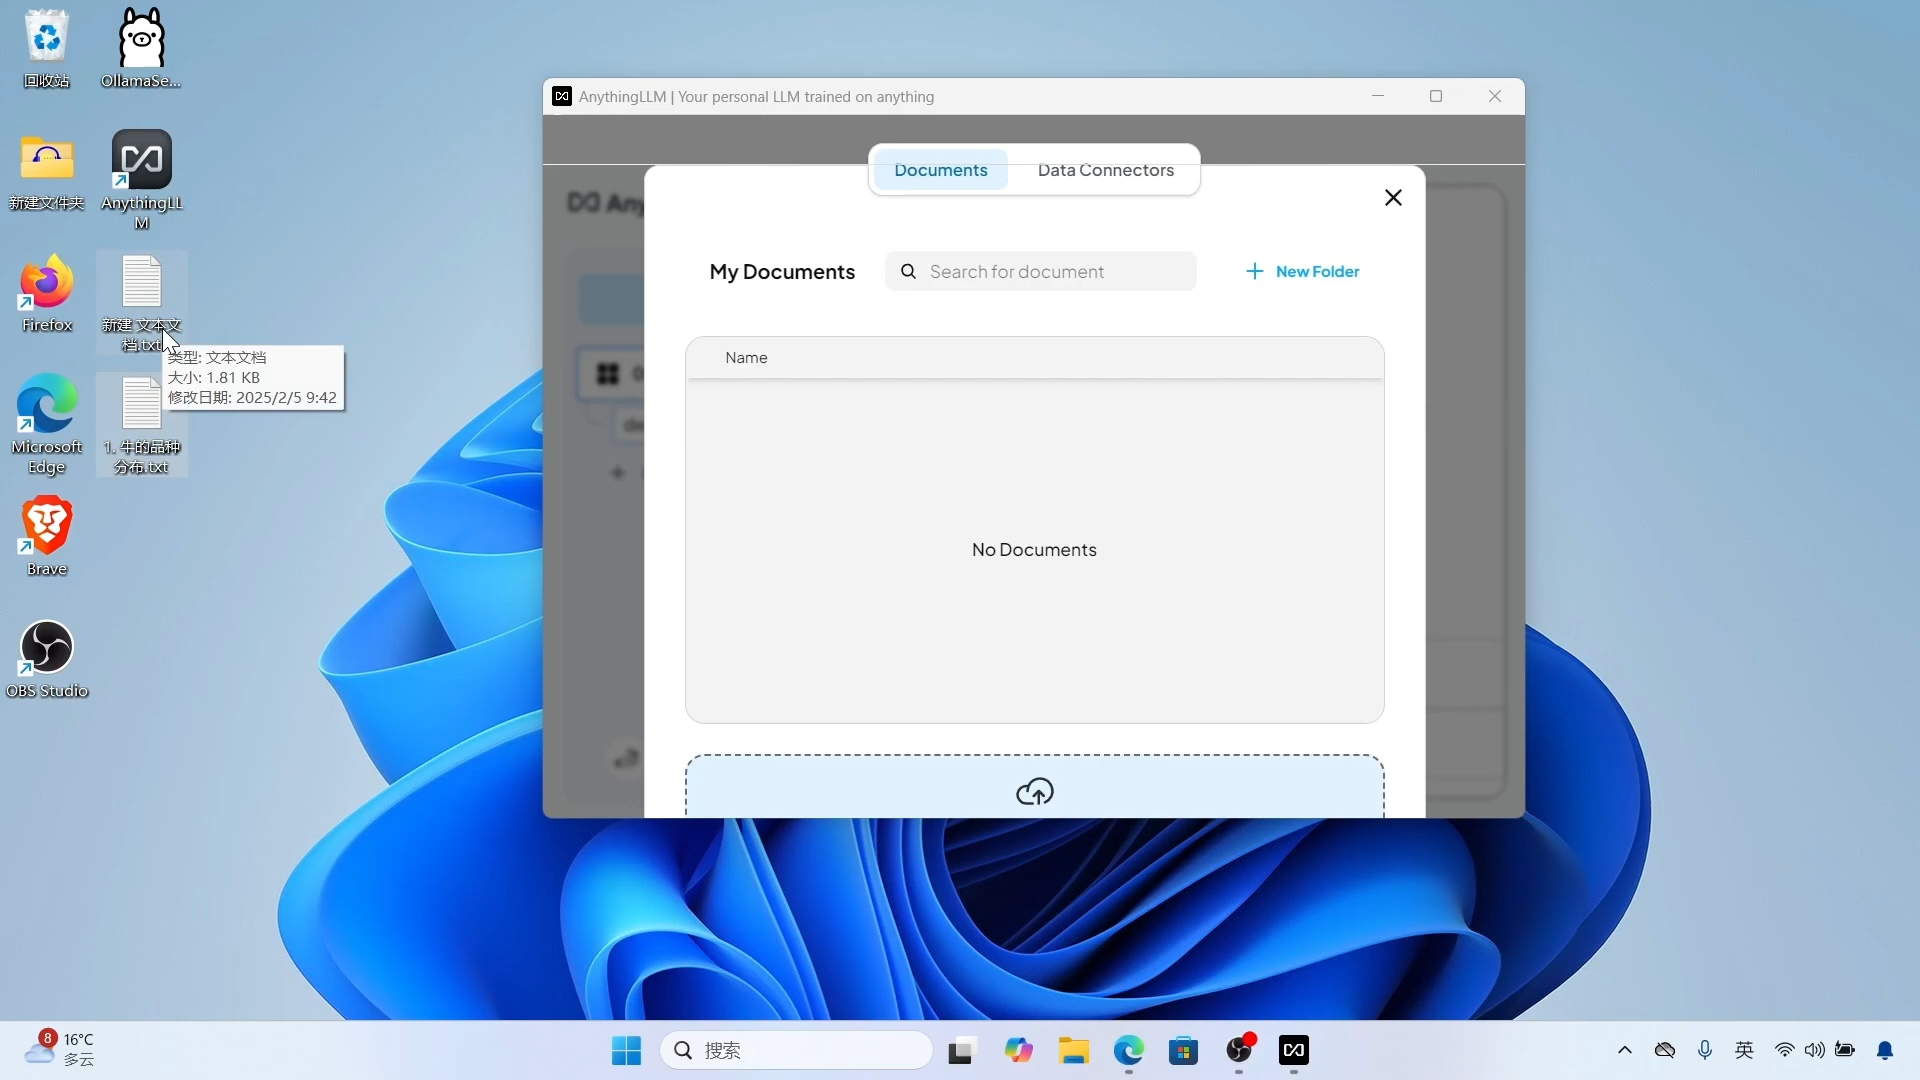 回收站
OllamaSe...
新建文件夹
AnythingLL
M
Firefox
新建 文本文
档.txt
类型: 文本文档
大小: 1.81 KB
修改日期: 2025/2/5 9:42
Microsoft
Edge
1. 牛的品种
分布.txt
Brave
OBS Studio
AnythingLLM | Your personal LLM trained on anything
Documents
Data Connectors
Any
My Documents
Search for document
New Folder
Name
No Documents
8
16°C
多云
搜索
英